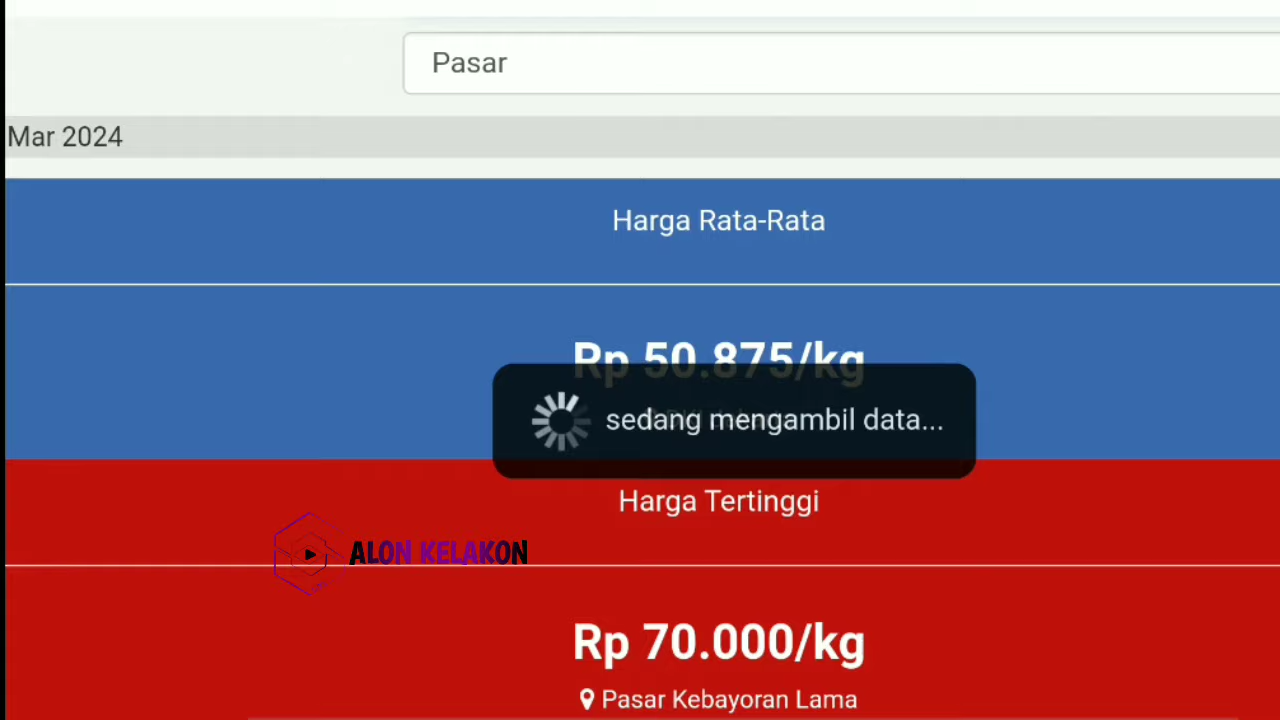 Pasar
Mar 2024
Harga Rata-Rata
Rp 50.875/kg
sedang mengambil data...
Harga Tertinggi
ALON KELAKON
Rp 70.000/kg
Pasar Kebayoran Lama